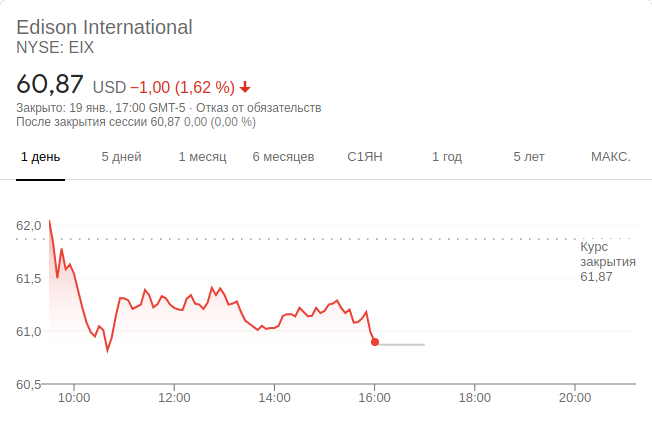 Edison International
NYSE: EIX
60,87 USD −1,00 (1,62 %)
Закрыто: 19 янв., 17:00 GMT-5 · Отказ от обязательств
После закрытия сессии 60,87 0,00 (0,00 %)
1 день 5 дней 1 месяц 6 месяцев С1ЯН 1 год 5 лет МАКС.
62,0
Курс
закрытия
61,87
61,5
61,0
60,5
10:00 12:00 14:00 16:00 18:00 20:00